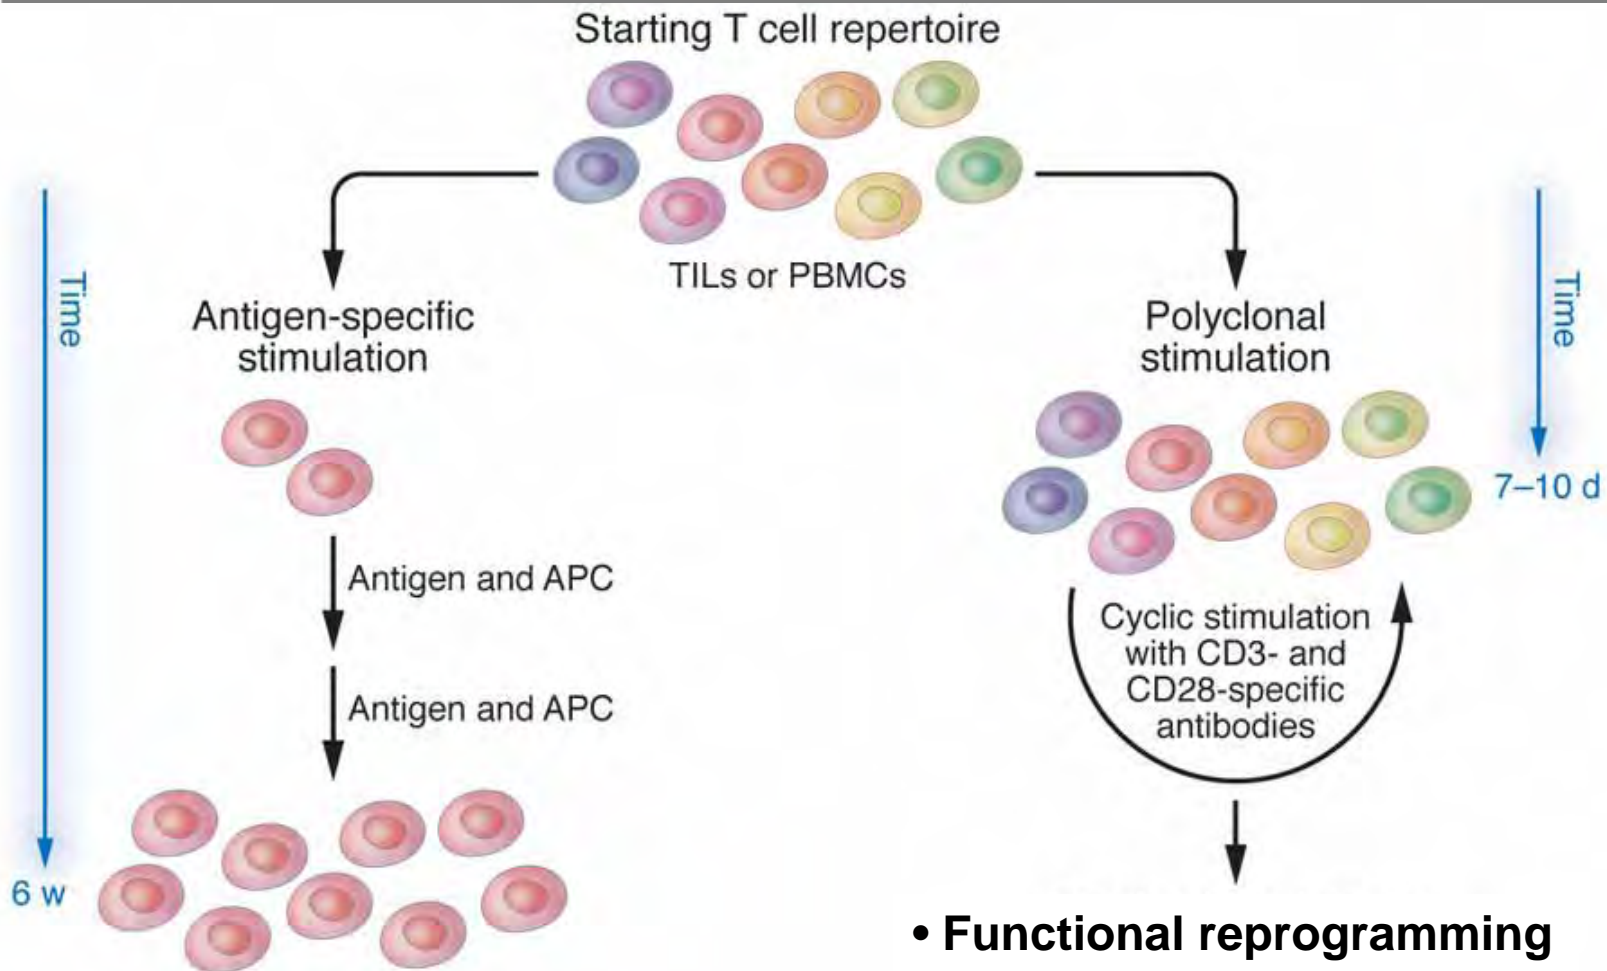 Starting T cell repertoire
TILs or PBMCs
Time
Antigen-specific
stimulation
Antigen and APC
Antigen and APC
6 w
Polyclonal
stimulation
Time
7–10 d
Cyclic stimulation
with CD3- and
CD28-specific
antibodies
• Functional reprogramming